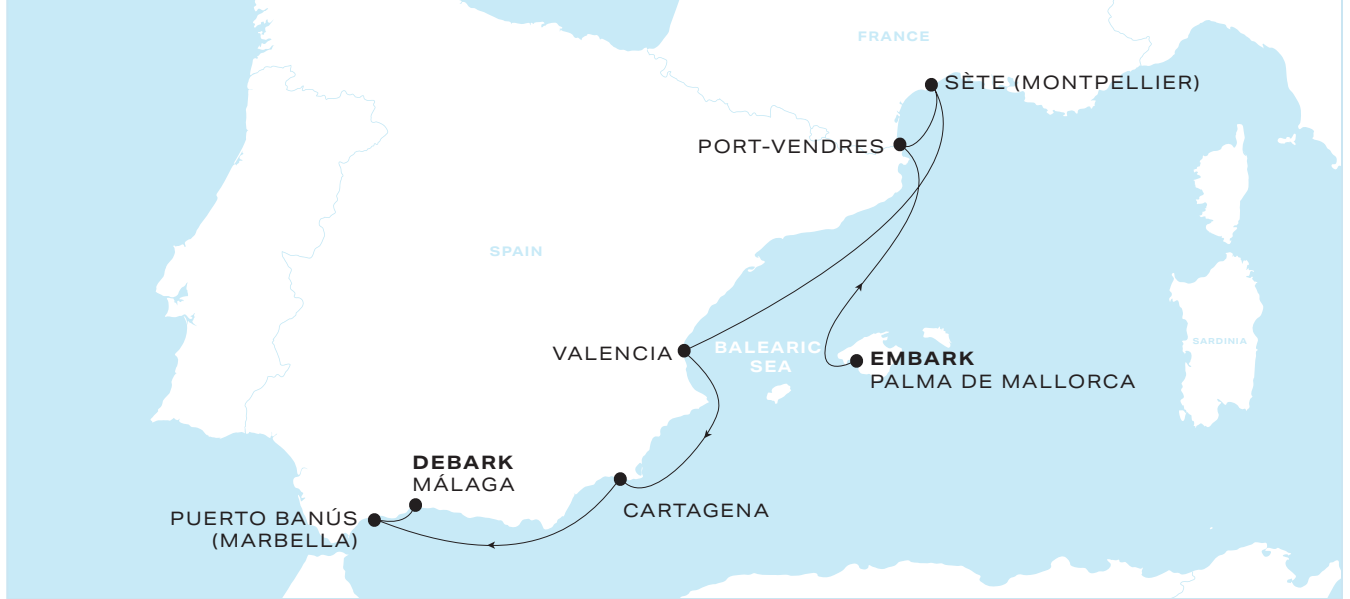 FRANCE
SÈTE (MONTPELLIER)
PORT-VENDRES
SPAIN
VALENCIA
BALEARIC
SEA
SARDINIA
EMBARK
PALMA DE MALLORCA
DEBARK
MÁLAGA
CARTAGENA
PUERTO BANÚS
(MARBELLA)